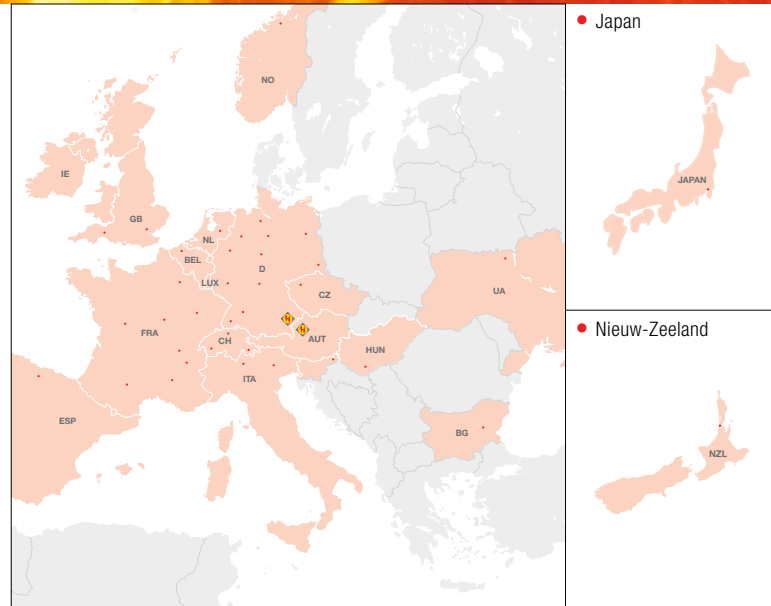 NO
IE
GB
NL
BEL
D
LUX
CZ
UA
FRA
CH
AUT
HUN
ITA
ESP
BG
Japan
JAPAN
Nieuw-Zeeland
NZL